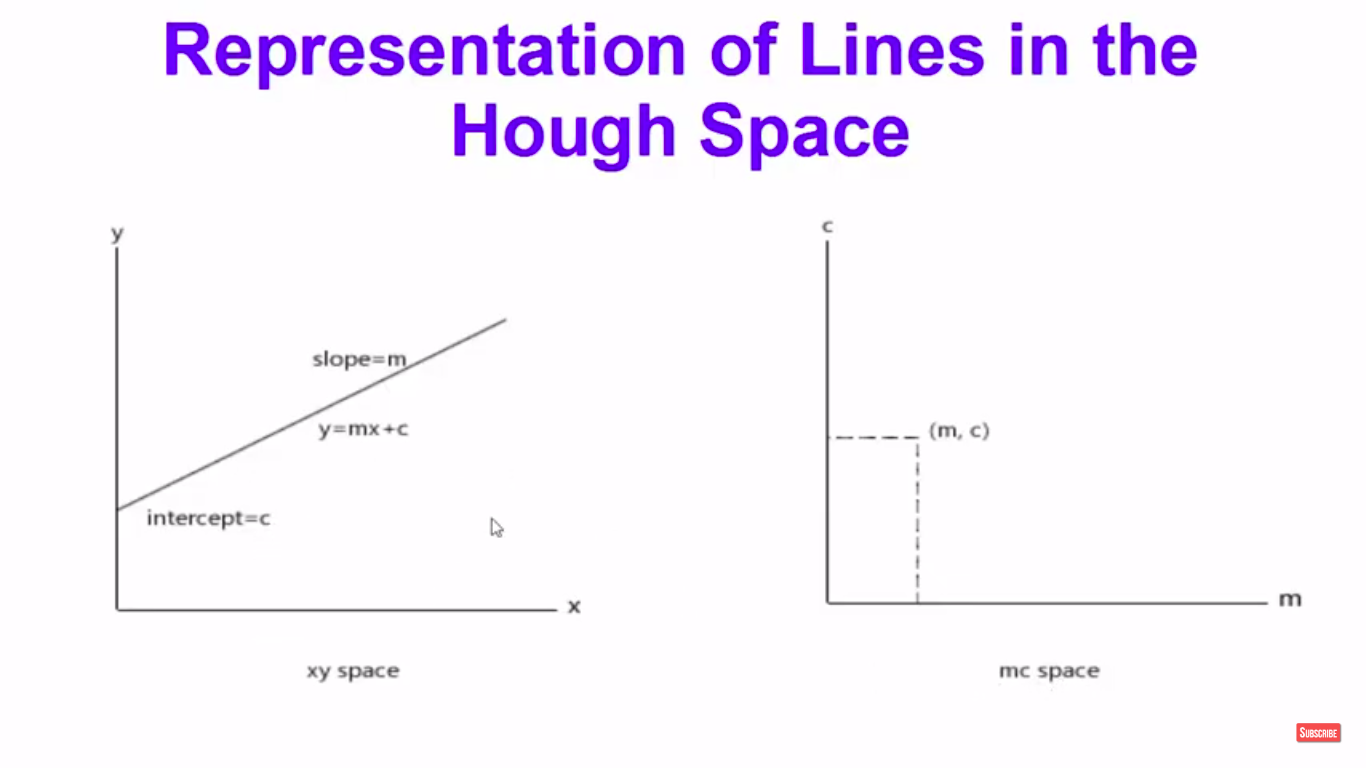 Representation of Lines in the
Hough Space
y
slope=m
y=mx+c
intercept=c
x
xy space
c
(m, c)
m
mc space
SUBSCRIBE